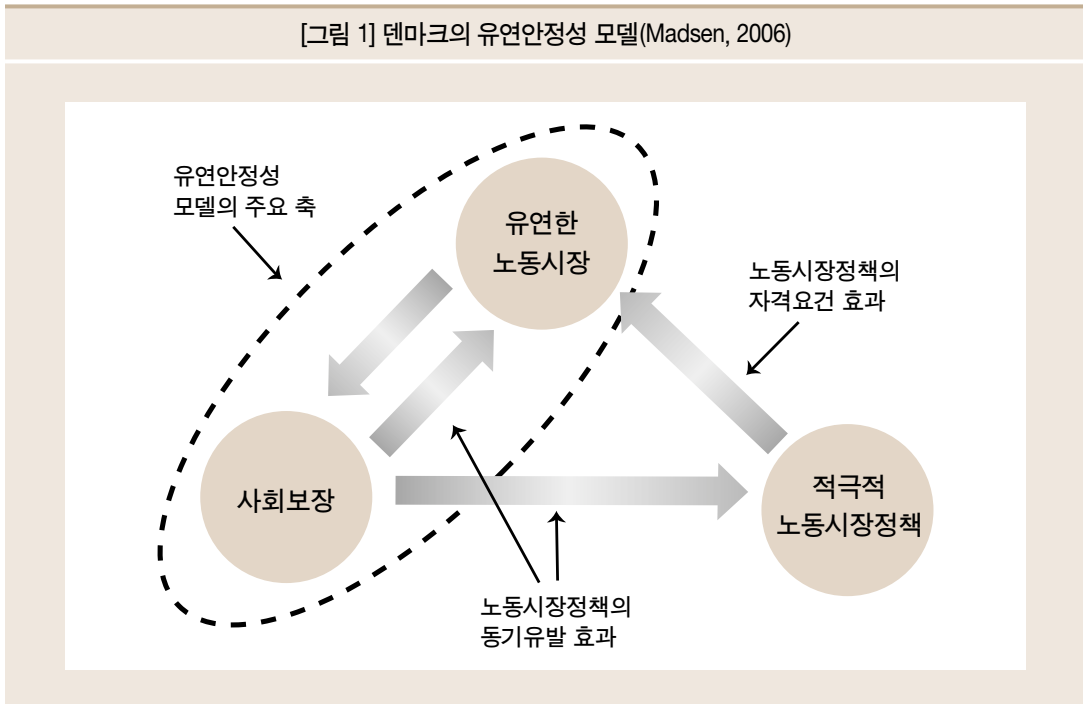 [그림 1] 덴마크의 유연안정성 모델(Madsen, 2006)
유연안정성
모델의 주요 축
유연한
노동시장
노동시장정책의
자격요건 효과
사회보장
적극적
노동시장정책
노동시장정책의
동기유발 효과